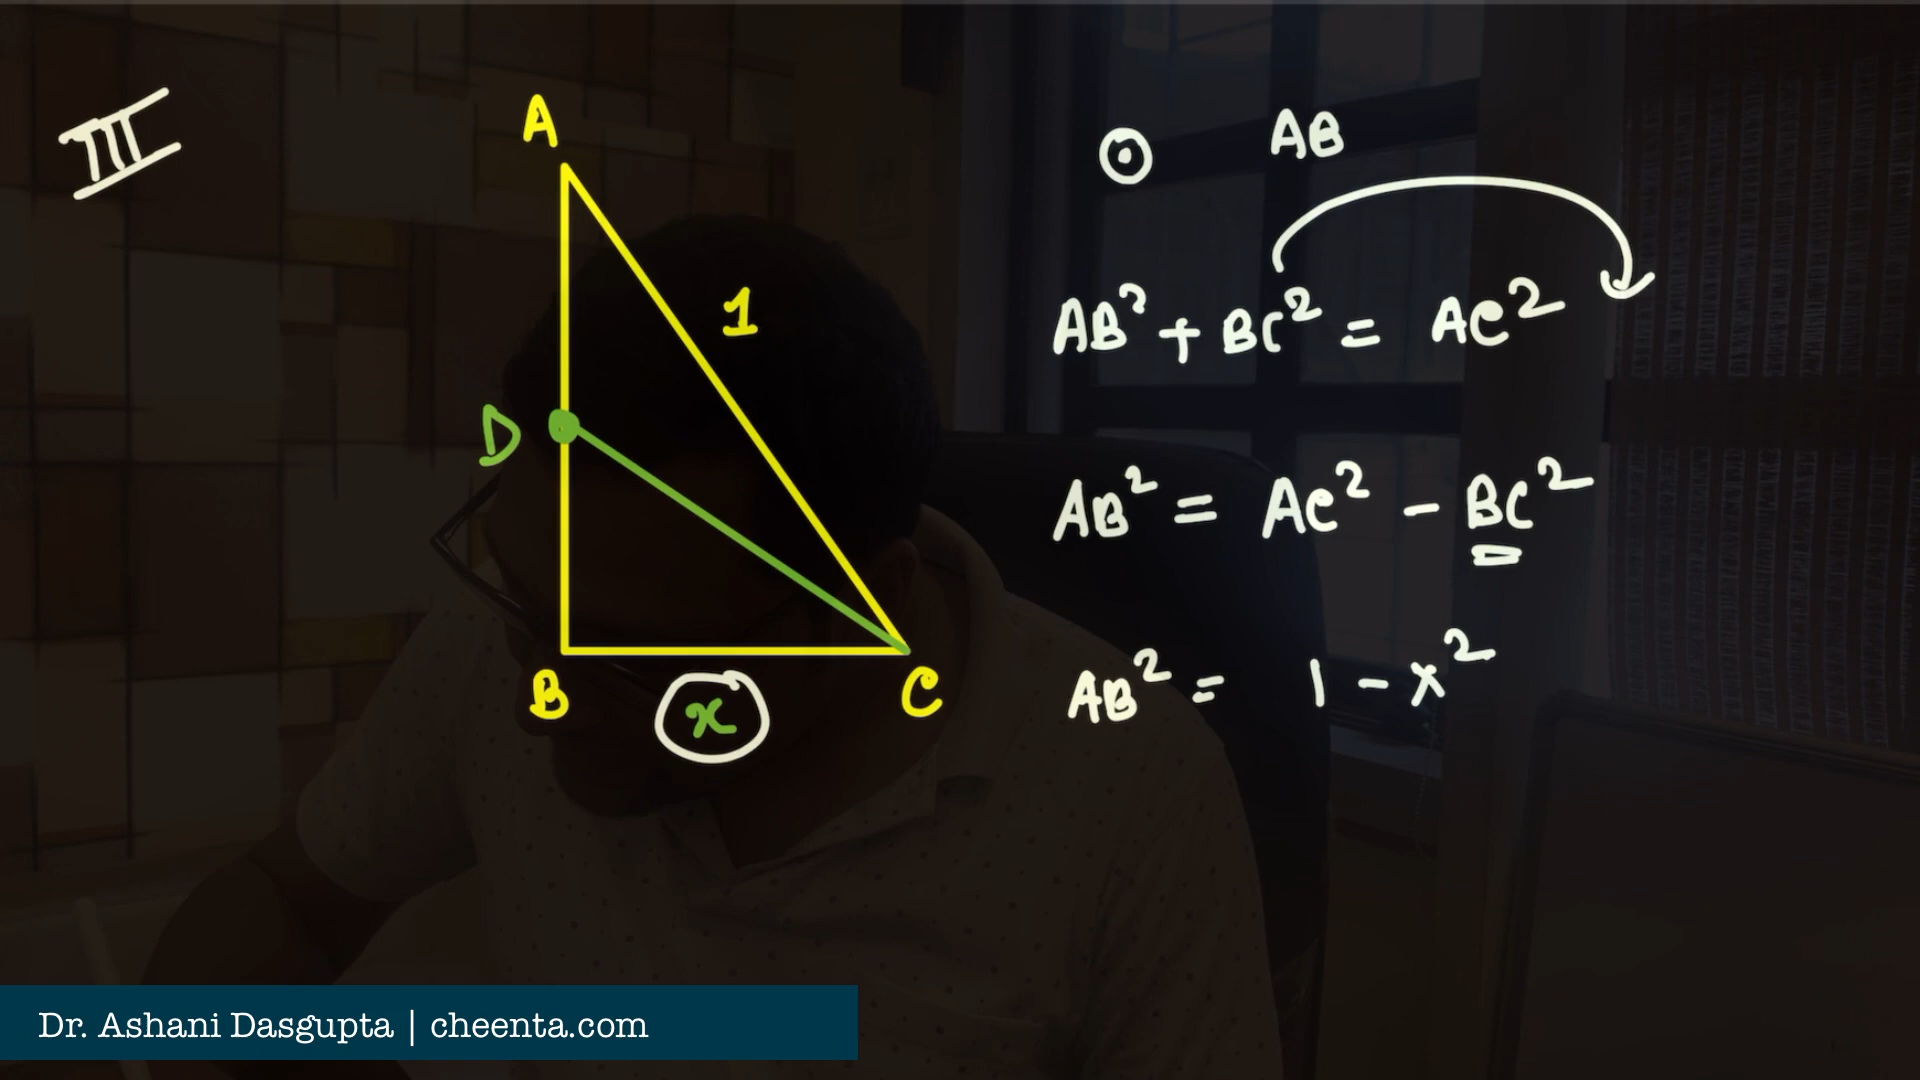 III
A
1
D
B
x
C
AB
AB² + BC² = AC²
AB² = AC² - BC²
AB² = 1 - x²
Dr. Ashani Dasgupta | cheenta.com